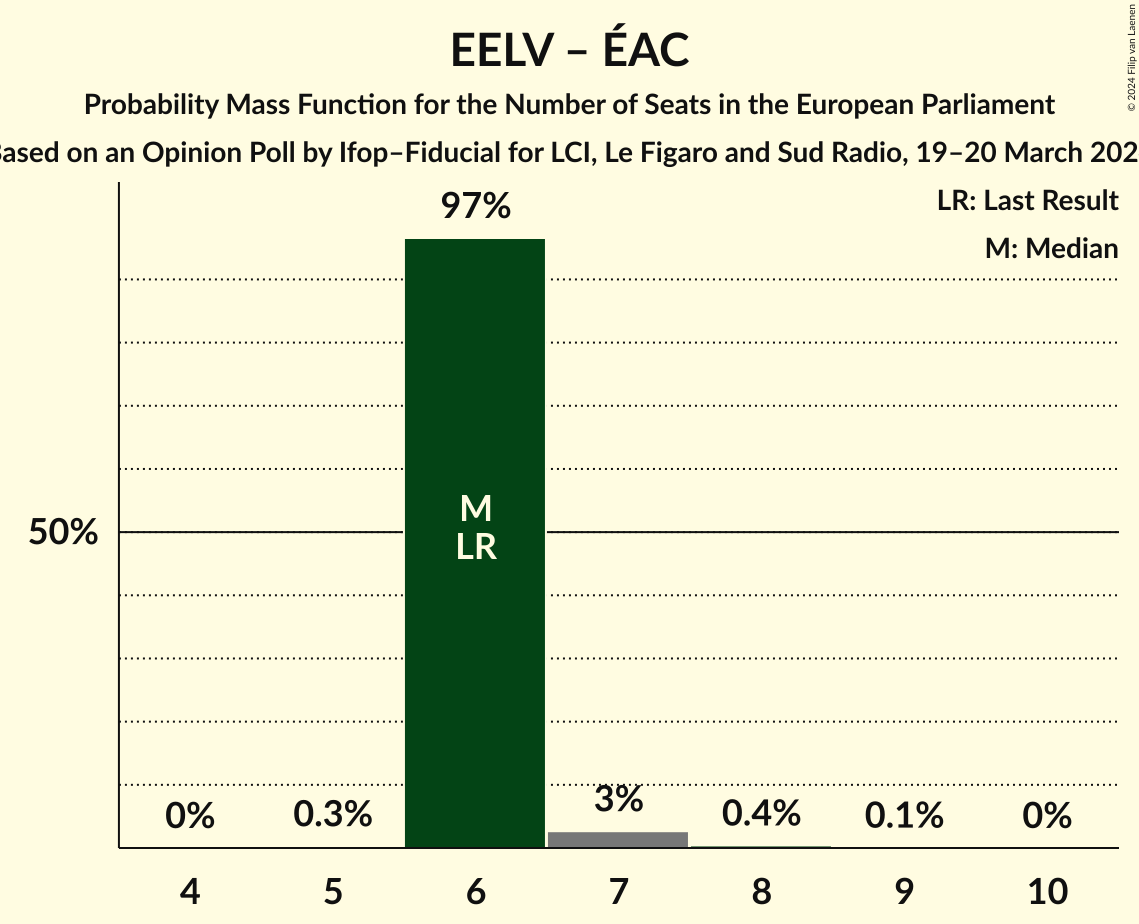 EELV – ÉAC
Probability Mass Function for the Number of Seats in the European Parliament
ased on an Opinion Poll by Ifop–Fiducial for LCI, Le Figaro and Sud Radio, 19–20 March 202
© 2024 Filip van Laenen
LR: Last Result
M: Median
97%
50%
M
LR
0%
0.3%
3%
0.4%
0.1%
0%
4
5
6
7
8
9
10